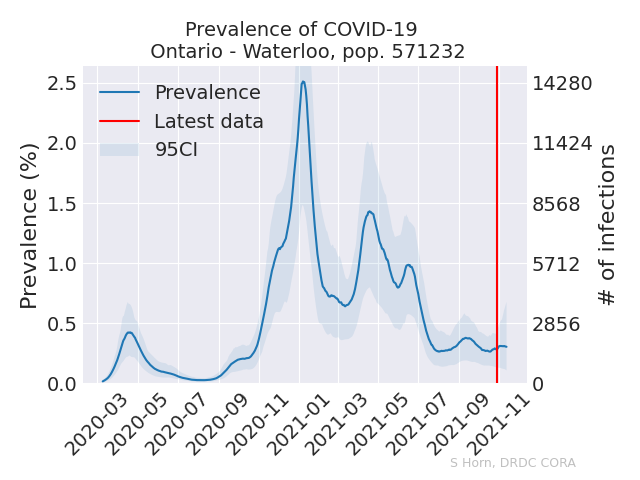 Prevalence of COVID-19
Ontario - Waterloo, pop. 571232
Prevalence (%)
2.5
2.0
1.5
1.0
0.5
0.0
Prevalence
Latest data
95CI
14280
11424
8568
5712
2856
0
# of infections
2020-03
2020-05
2020-07
2020-09
2020-11
2021-01
2021-03
2021-05
2021-07
2021-09
2021-11
S Horn, DRDC CORA